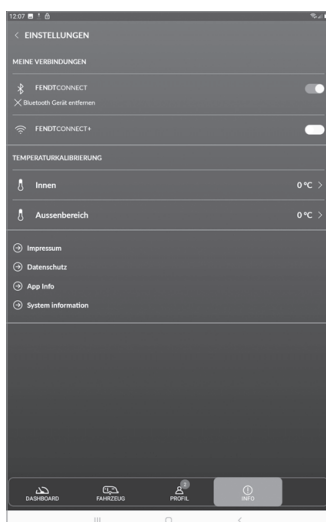 12:07
< EINSTELLUNGEN
MEINE VERBINDUNGEN
FENDTCONNECT
Bluetooth Gerät entfernen
FENDTCONNECT+
TEMPERATURKALIBRIERUNG
Innen 0 °C >
Aussenbereich 0 °C >
Impressum
Datenschutz
App Info
System information
2
DASHBOARD FAHRZEUG PROFIL INFO